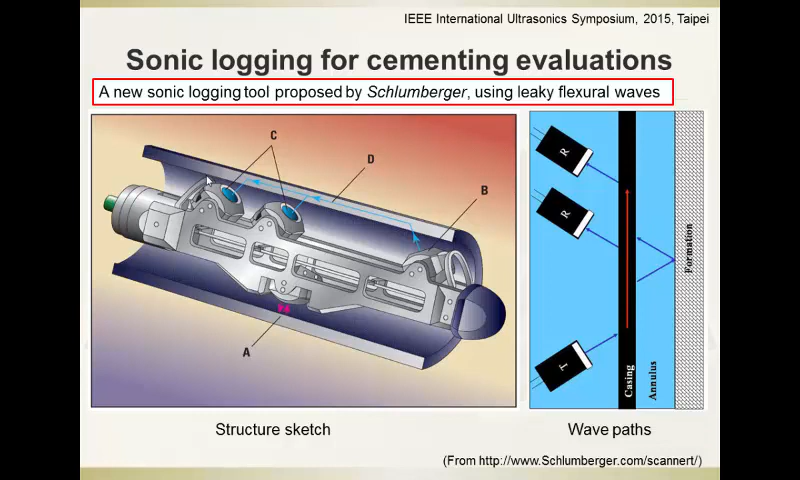 IEEE International Ultrasonics Symposium, 2015, Taipei
Sonic logging for cementing evaluations
A new sonic logging tool proposed by Schlumberger, using leaky flexural waves
C
D
B
A
R
R
T
Casing
Annulus
Formation
Structure sketch
Wave paths
(From http://www.Schlumberger.com/scannert/)